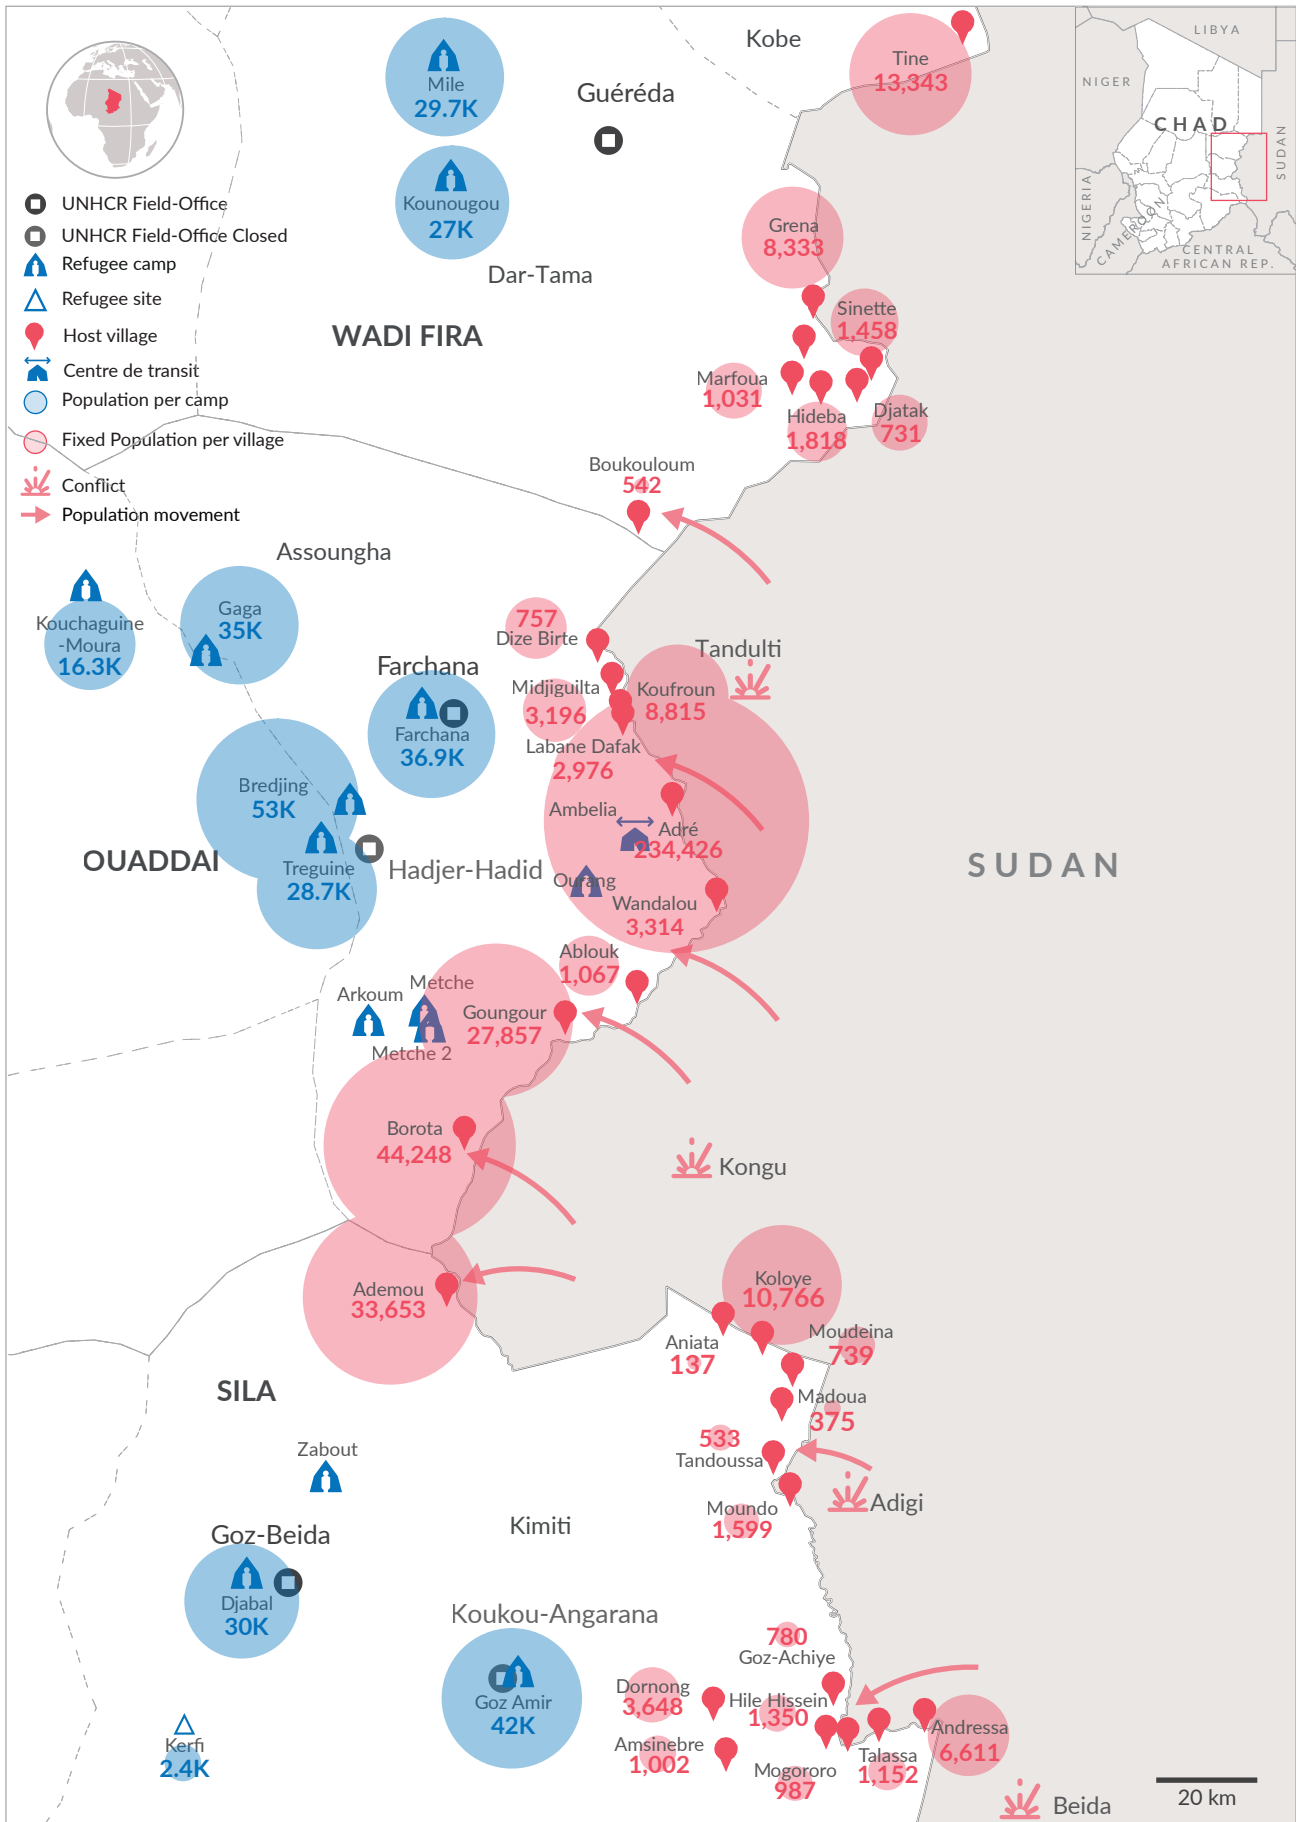 Kobe
Tine
13,343
LIBYA
NIGER
CHAD
SUDAN
NIGERIA
CAMEROON
CENTRAL
AFRICAN REP.
Mile
29.7K
Guéréda
Kounougou
27K
Dar-Tama
WADI FIRA
UNHCR Field-Office
UNHCR Field-Office Closed
Refugee camp
Refugee site
Host village
Centre de transit
Population per camp
Fixed Population per village
Conflict
Population movement
Grena
8,333
Sinette
1,458
Marfoua
1,031
Hideba
1,818
Djatak
731
Boukouloum
542
Assoungha
Kouchaguine
-Moura
16.3K
Gaga
35K
Farchana
Farchana
36.9K
757
Dize Birte
Tandulti
Midjiguilta
3,196
Koufroun
8,815
Labane Dafak
2,976
Bredjing
53K
Ambelia
Adré
234,426
OUADDAI
Treguine
28.7K
Hadjer-Hadid
Ourang
Wandalou
3,314
SUDAN
Ablouk
1,067
Arkoum
Metche
Metche 2
Goungour
27,857
Borota
44,248
Kongu
Ademou
33,653
Koloye
10,766
Aniata
137
Moudeina
739
Madoua
375
SILA
533
Tandoussa
Zabout
Adigi
Moundo
1,599
Kimiti
Goz-Beida
Djabal
30K
Koukou-Angarana
Goz Amir
42K
780
Goz-Achiye
Dornong
3,648
Hile Hissein
1,350
Andressa
6,611
Kerfi
2.4K
Amsinebre
1,002
Mogororo
987
Talassa
1,152
20 km
Beida